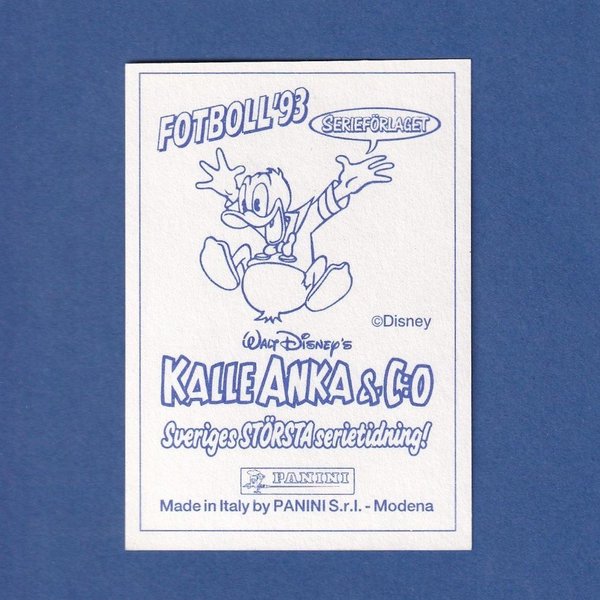 FOTBOLL '93
SERIEFÖRLAGET
©Disney
WALT DISNEY'S
KALLE ANKA & C:O
Sveriges STÖRSTA serietidning!
PANINI
Made in Italy by PANINI S.r.l. - Modena